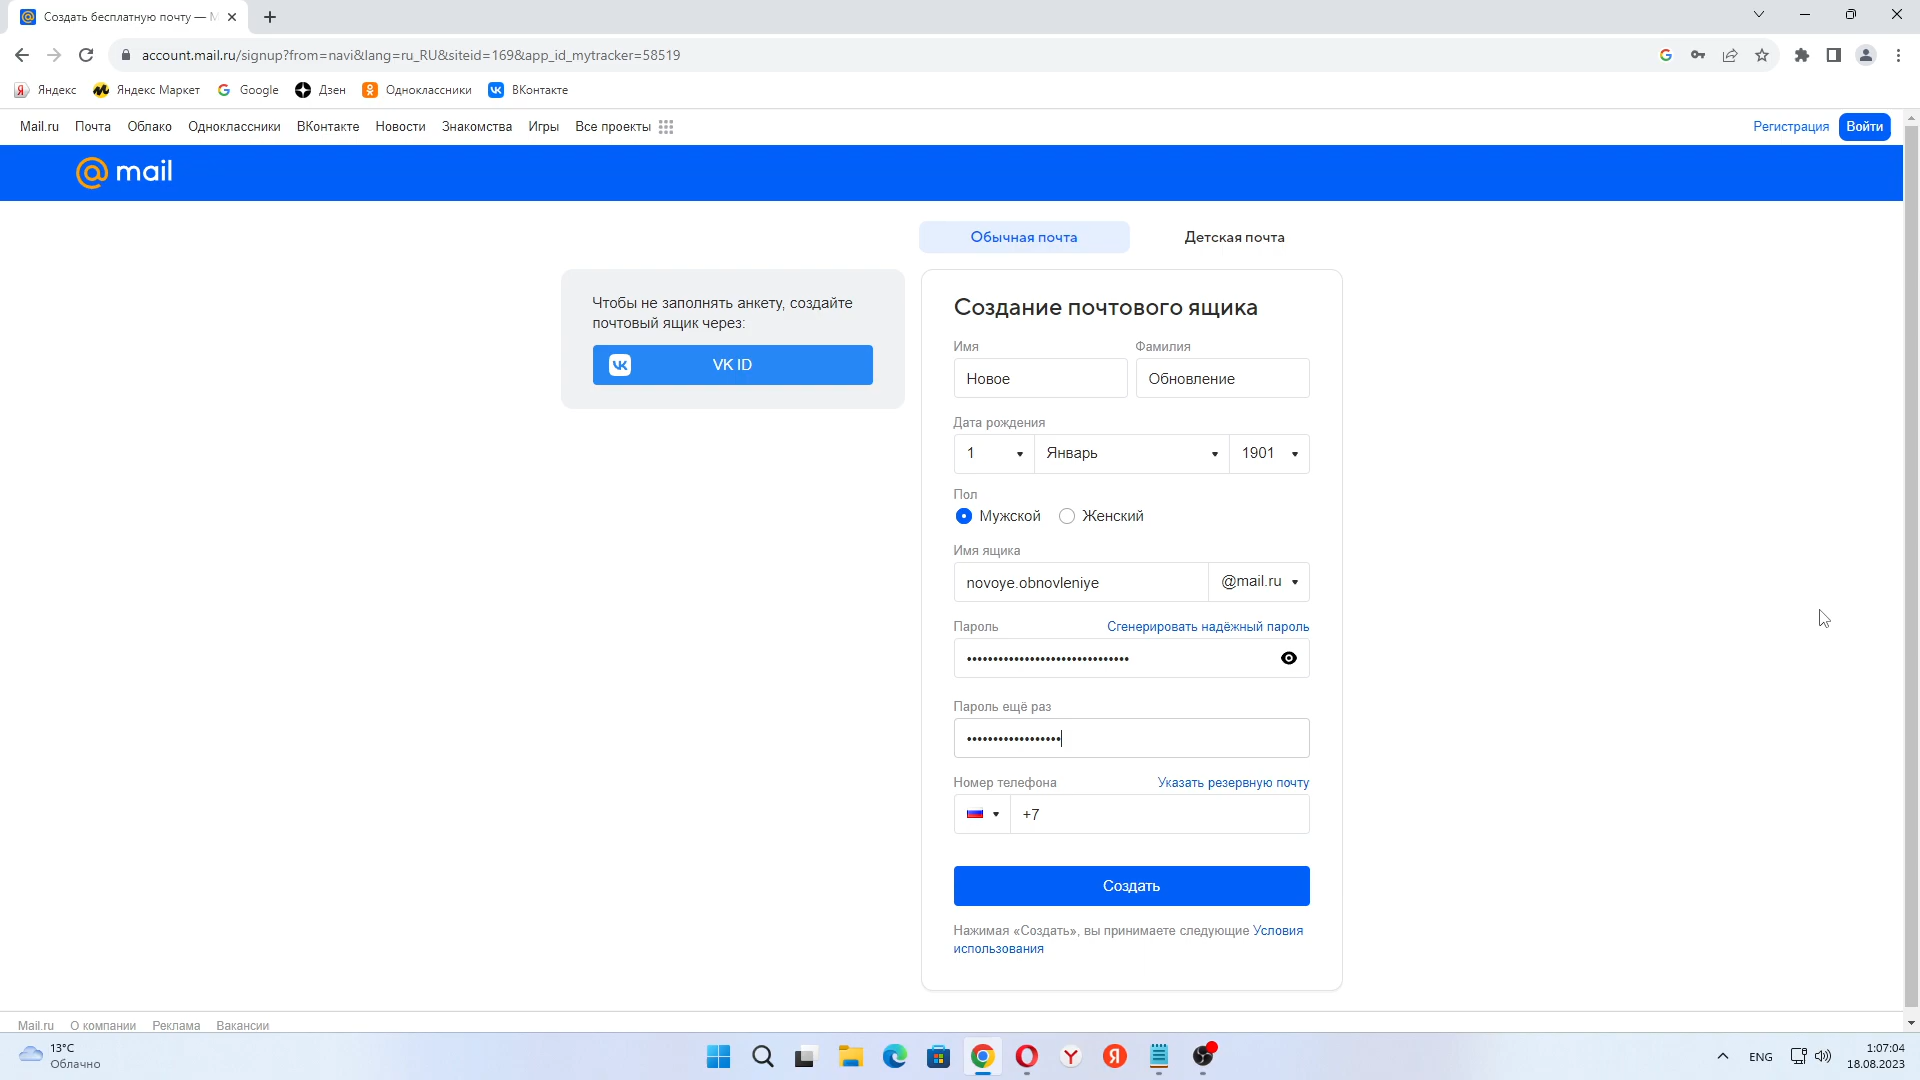 Создать бесплатную почту — M
account.mail.ru/signup?from=navi&lang=ru_RU&siteid=169&app_id_mytracker=58519
Яндекс Яндекс Маркет Google Дзен Одноклассники ВКонтакте
Mail.ru Почта Облако Одноклассники ВКонтакте Новости Знакомства Игры Все проекты Регистрация Войти
@mail
Обычная почта Детская почта
Чтобы не заполнять анкету, создайте
почтовый ящик через:
VK ID
Создание почтового ящика
Имя Фамилия
Новое Обновление
Дата рождения
1 Январь 1901
Пол
Мужской Женский
Имя ящика
novoye.obnovleniye @mail.ru
Пароль Сгенерировать надёжный пароль
•••••••••••••••••••••••••••••••
Пароль ещё раз
••••••••••••••••••
Номер телефона Указать резервную почту
+7
Создать
Нажимая «Создать», вы принимаете следующие Условия
использования
Mail.ru О компании Реклама Вакансии
13°C
Облачно
ENG
1:07:04
18.08.2023